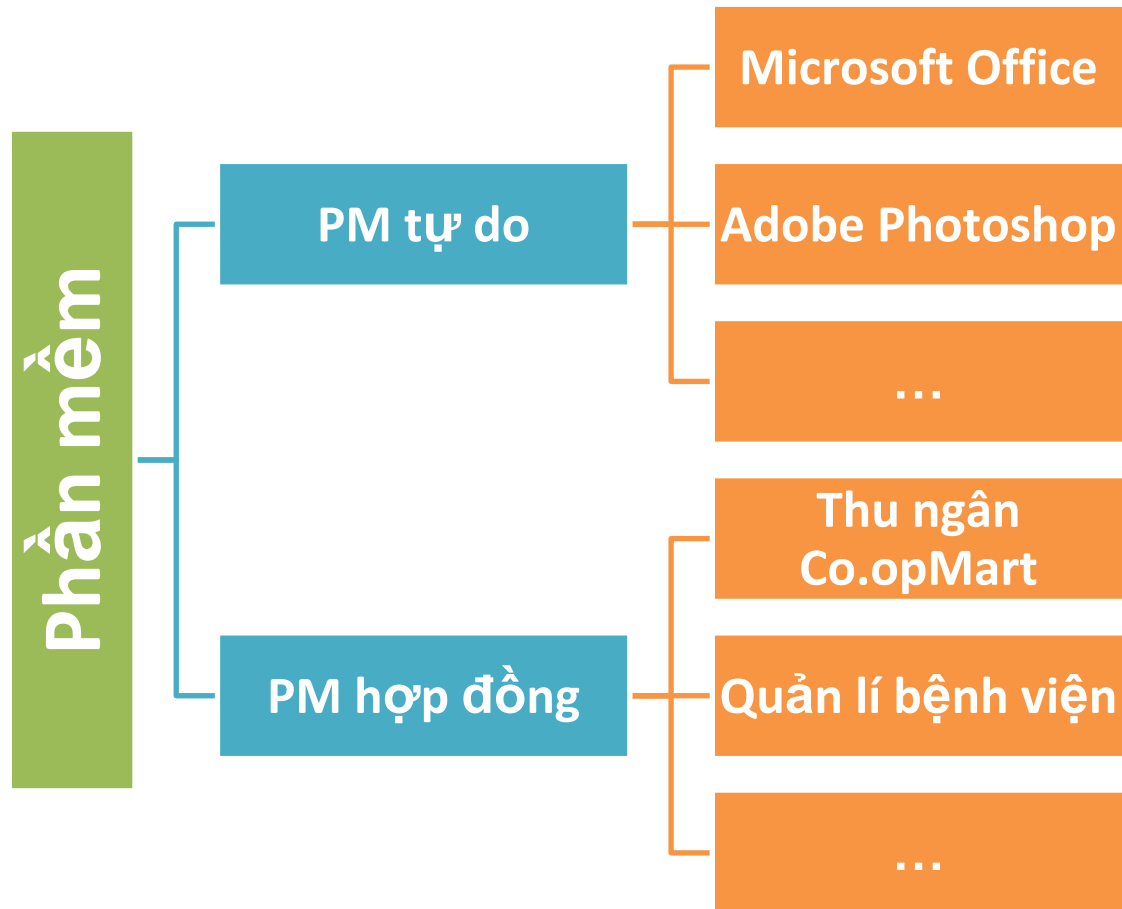 Phần mềm
PM tự do
Microsoft Office
Adobe Photoshop
...
PM hợp đồng
Thu ngân
Co.opMart
Quản lí bệnh viện
...